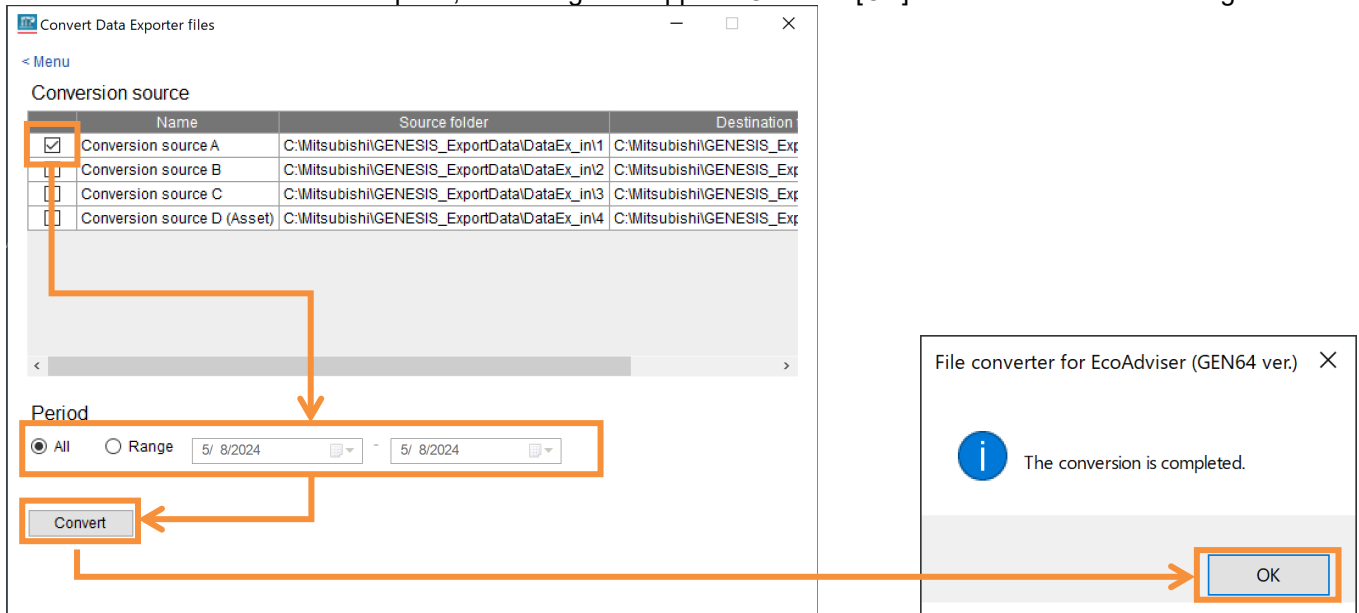 Convert Data Exporter files
< Menu
Conversion source
Name Source folder Destination
Conversion source A C:\Mitsubishi\GENESIS_ExportData\DataEx_in\1 C:\Mitsubishi\GENESIS_Exp
Conversion source B C:\Mitsubishi\GENESIS_ExportData\DataEx_in\2 C:\Mitsubishi\GENESIS_Exp
Conversion source C C:\Mitsubishi\GENESIS_ExportData\DataEx_in\3 C:\Mitsubishi\GENESIS_Exp
Conversion source D (Asset) C:\Mitsubishi\GENESIS_ExportData\DataEx_in\4 C:\Mitsubishi\GENESIS_Exp
Period
All Range 5/ 8/2024 - 5/ 8/2024
Convert
File converter for EcoAdviser (GEN64 ver.)
The conversion is completed.
OK